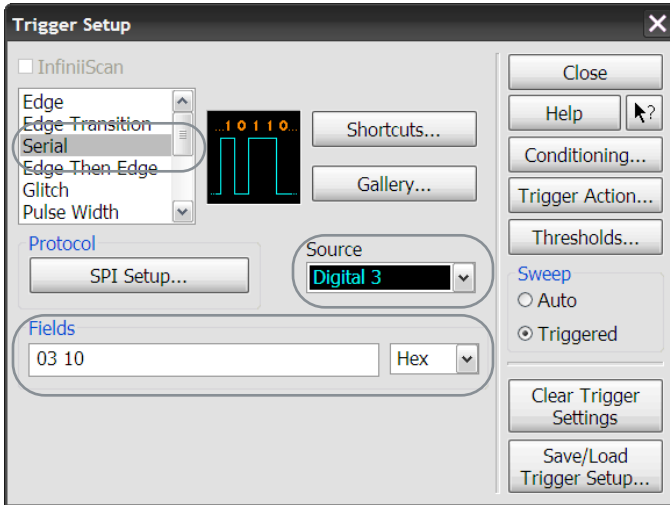 Trigger Setup
InfiniiScan
Edge
Edge Transition
Serial
Edge Then Edge
Glitch
Pulse Width
...1 0 1 1 0...
Shortcuts...
Gallery...
Protocol
SPI Setup...
Source
Digital 3
Fields
03 10
Hex
Close
Help
?
Conditioning...
Trigger Action...
Thresholds...
Sweep
Auto
Triggered
Clear Trigger
Settings
Save/Load
Trigger Setup...